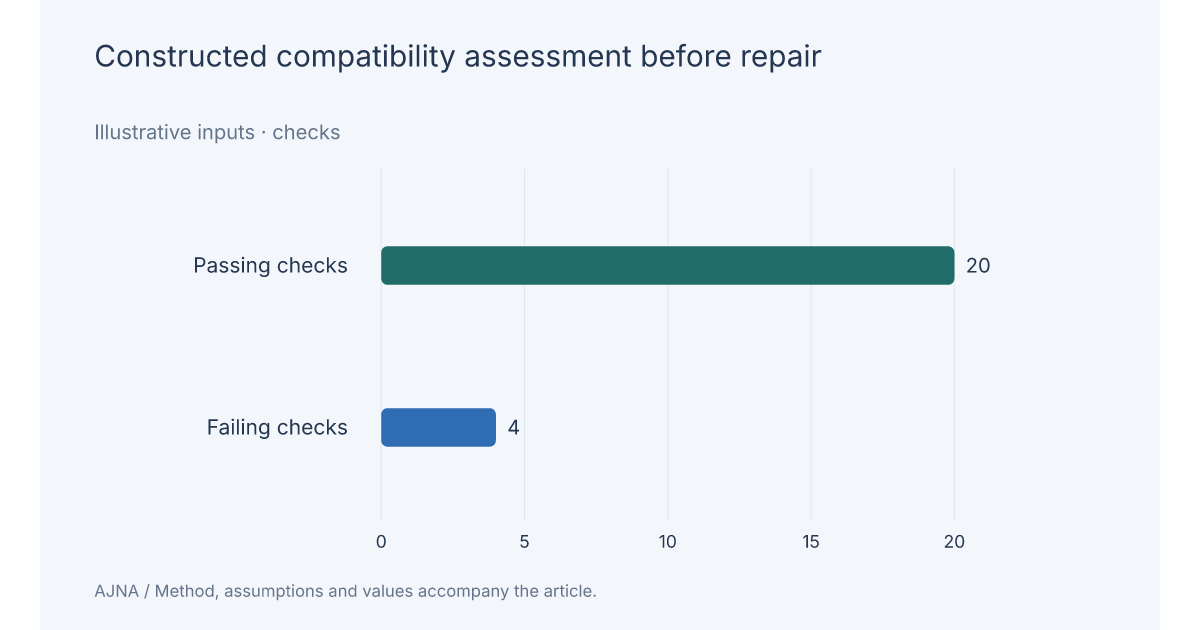 Constructed compatibility assessment before repair
Illustrative inputs · checks
Passing checks 20
Failing checks 4
0 5 10 15 20
AJNA / Method, assumptions and values accompany the article.